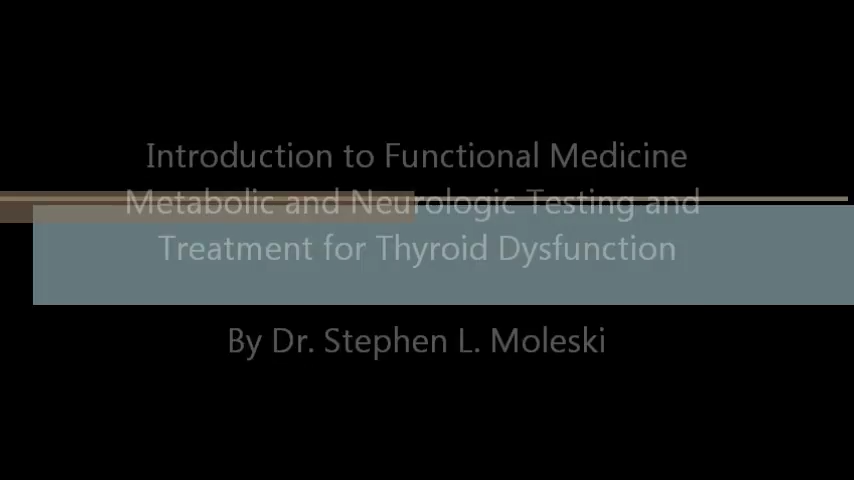 Introduction to Functional Medicine
Metabolic and Neurologic Testing and
Treatment for Thyroid Dysfunction
By Dr. Stephen L. Moleski